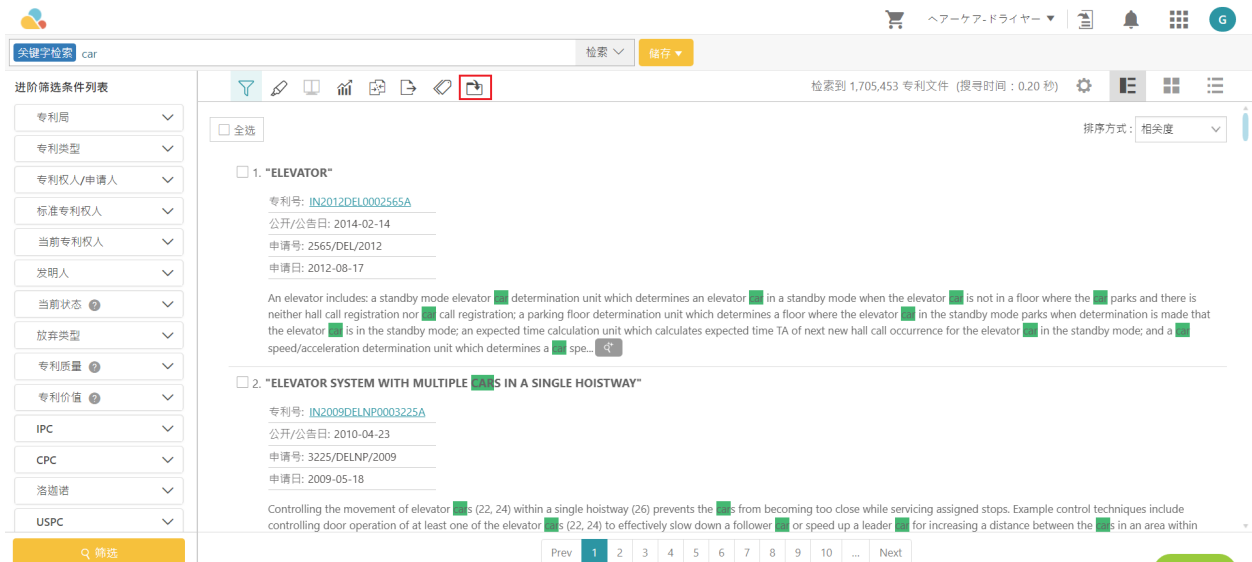 ヘアーケア-ドライヤー ▼
G
关键字检索 car
检索
储存 ▼
进阶筛选条件列表
检索到 1,705,453 专利文件 (搜寻时间：0.20 秒)
专利局
专利类型
专利权人/申请人
标准专利权人
当前专利权人
发明人
当前状态 ?
放弃类型
专利质量 ?
专利价值 ?
IPC
CPC
洛迦诺
USPC
筛选
全选
排序方式： 相关度
1. "ELEVATOR"
专利号: IN2012DEL0002565A
公开/公告日: 2014-02-14
申请号: 2565/DEL/2012
申请日: 2012-08-17
An elevator includes: a standby mode elevator car determination unit which determines an elevator car in a standby mode when the elevator car is not in a floor where the car parks and there is
neither hall call registration nor car call registration; a parking floor determination unit which determines a floor where the elevator car in the standby mode parks when determination is made that
the elevator car is in the standby mode; an expected time calculation unit which calculates expected time TA of next new hall call occurrence for the elevator car in the standby mode; and a car
speed/acceleration determination unit which determines a car spe...
2. "ELEVATOR SYSTEM WITH MULTIPLE CARS IN A SINGLE HOISTWAY"
专利号: IN2009DELNP0003225A
公开/公告日: 2010-04-23
申请号: 3225/DELNP/2009
申请日: 2009-05-18
Controlling the movement of elevator cars (22, 24) within a single hoistway (26) prevents the cars from becoming too close while servicing assigned stops. Example control techniques include
controlling door operation of at least one of the elevator cars (22, 24) to effectively slow down a follower car or speed up a leader car for increasing a distance between the cars in an area within
Prev 1 2 3 4 5 6 7 8 9 10 ... Next